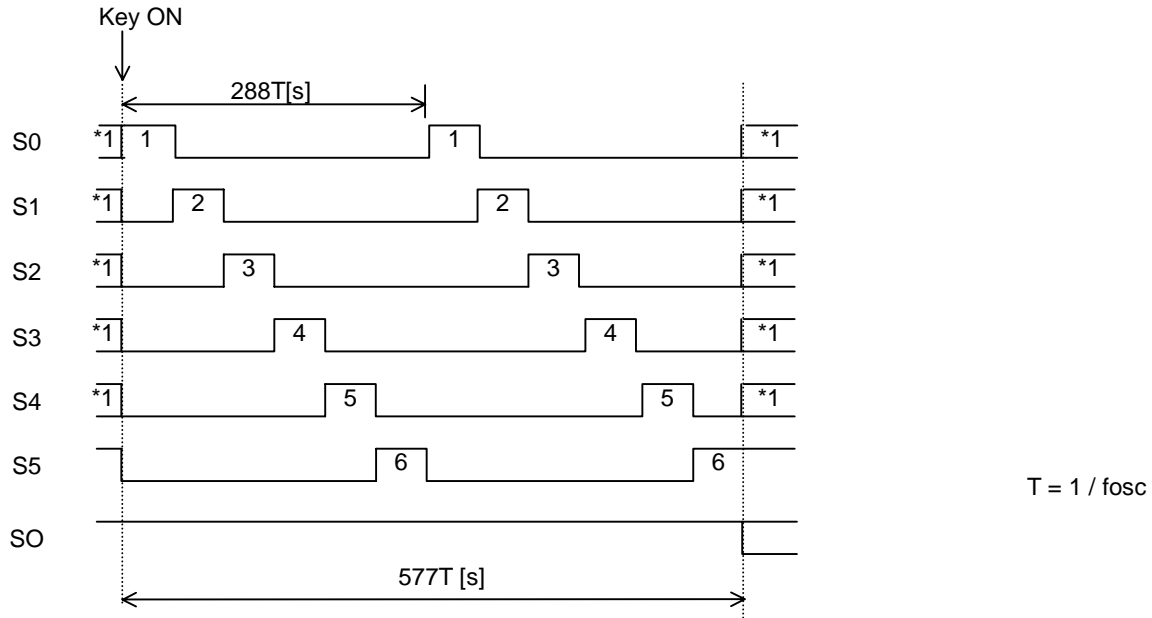 Key ON
288T[s]
S0 *1 1 1 *1
S1 *1 2 2 *1
S2 *1 3 3 *1
S3 *1 4 4 *1
S4 *1 5 5 *1
S5 6 6
T = 1 / fosc
SO
577T [s]